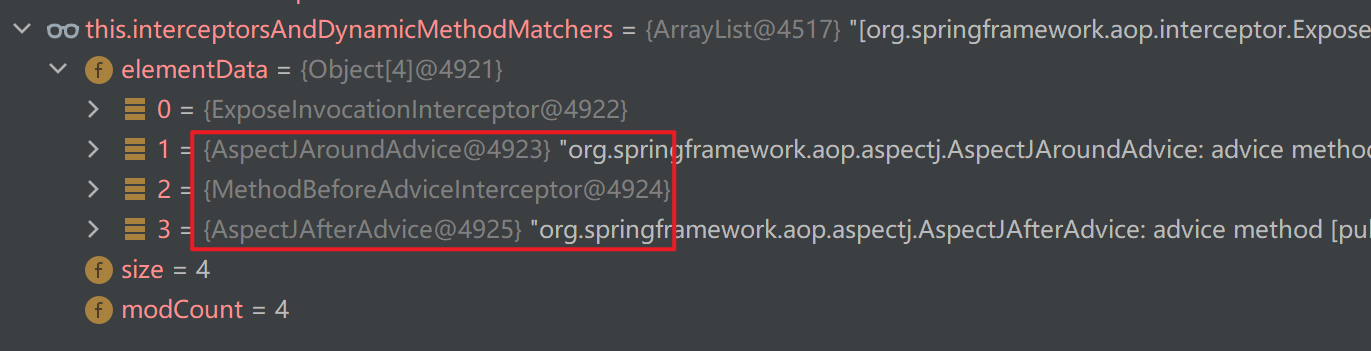 this.interceptorsAndDynamicMethodMatchers = {ArrayList@4517} "[org.springframework.aop.interceptor.Expose
f elementData = {Object[4]@4921}
0 = {ExposeInvocationInterceptor@4922}
1 = {AspectJAroundAdvice@4923} "org.springframework.aop.aspectj.AspectJAroundAdvice: advice method
2 = {MethodBeforeAdviceInterceptor@4924}
3 = {AspectJAfterAdvice@4925} "org.springframework.aop.aspectj.AspectJAfterAdvice: advice method [pu
f size = 4
f modCount = 4